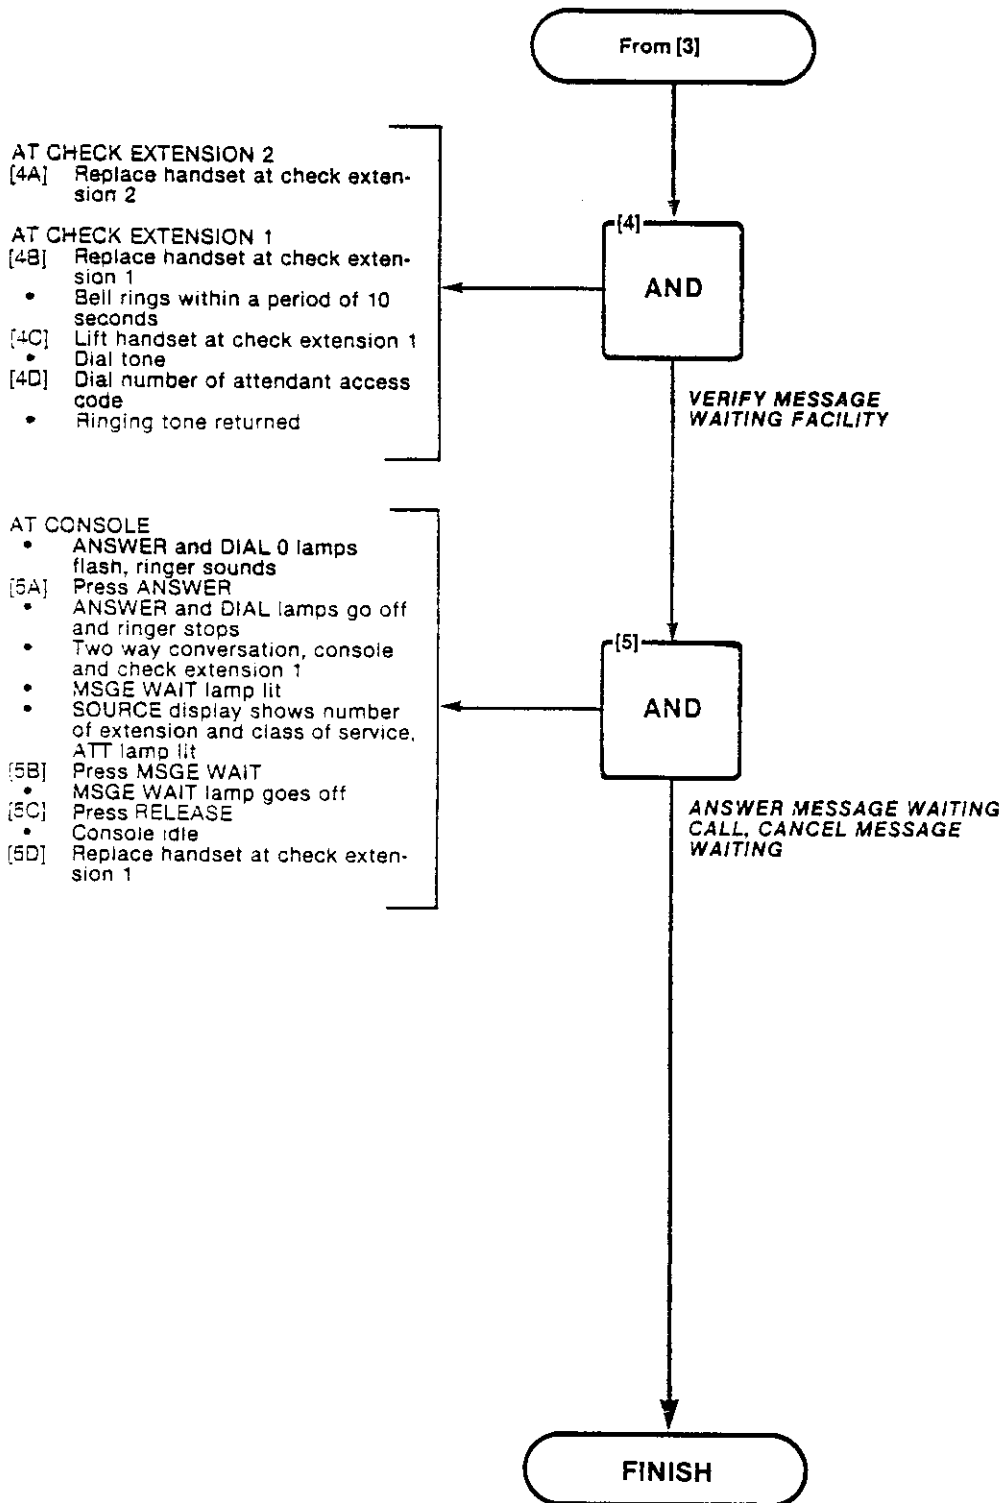 From [3]
AT CHECK EXTENSION 2
[4A] Replace handset at check exten-
sion 2
AT CHECK EXTENSION 1
[4B] Replace handset at check exten-
sion 1
• Bell rings within a period of 10
seconds
[4C] Lift handset at check extension 1
• Dial tone
[4D] Dial number of attendant access
code
• Ringing tone returned
[4]
AND
VERIFY MESSAGE
WAITING FACILITY
AT CONSOLE
• ANSWER and DIAL 0 lamps
flash, ringer sounds
[5A] Press ANSWER
• ANSWER and DIAL lamps go off
and ringer stops
• Two way conversation, console
and check extension 1
• MSGE WAIT lamp lit
• SOURCE display shows number
of extension and class of service,
ATT lamp lit
[5B] Press MSGE WAIT
• MSGE WAIT lamp goes off
[5C] Press RELEASE
• Console idle
[5D] Replace handset at check exten-
sion 1
[5]
AND
ANSWER MESSAGE WAITING
CALL, CANCEL MESSAGE
WAITING
FINISH